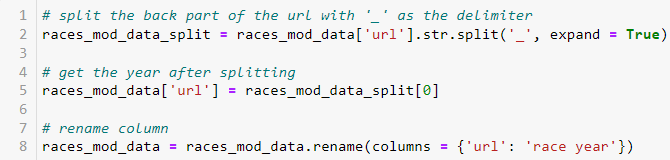 1 # split the back part of the url with '_' as the delimiter
2 races_mod_data_split = races_mod_data['url'].str.split('_', expand = True)
3
4 # get the year after splitting
5 races_mod_data['url'] = races_mod_data_split[0]
6
7 # rename column
8 races_mod_data = races_mod_data.rename(columns = {'url': 'race year'})